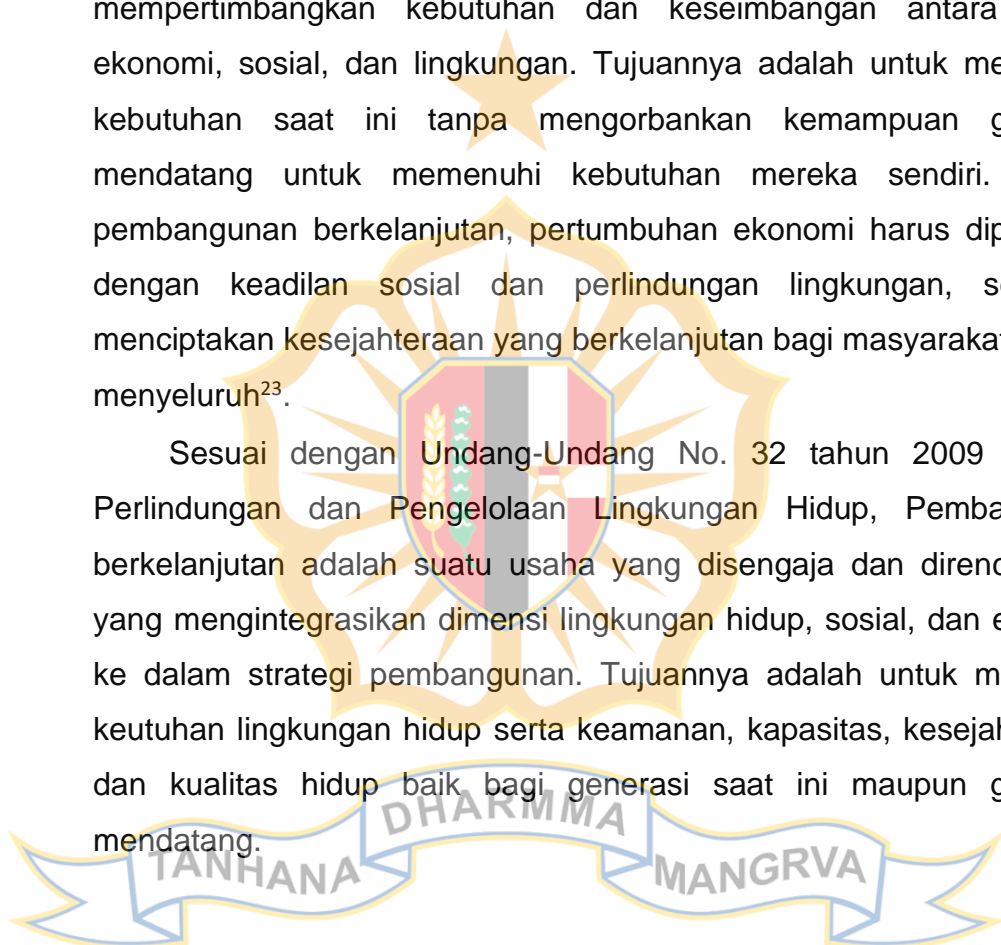 mempertimbangkan kebutuhan dan keseimbangan antara
ekonomi, sosial, dan lingkungan. Tujuannya adalah untuk me
kebutuhan saat ini tanpa mengorbankan kemampuan g
mendatang untuk memenuhi kebutuhan mereka sendiri.
pembangunan berkelanjutan, pertumbuhan ekonomi harus dip
dengan keadilan sosial dan perlindungan lingkungan, se
menciptakan kesejahteraan yang berkelanjutan bagi masyarakat
menyeluruh²³.
Sesuai dengan Undang-Undang No. 32 tahun 2009
Perlindungan dan Pengelolaan Lingkungan Hidup, Pemba
berkelanjutan adalah suatu usaha yang disengaja dan direnc
yang mengintegrasikan dimensi lingkungan hidup, sosial, dan e
ke dalam strategi pembangunan. Tujuannya adalah untuk m
keutuhan lingkungan hidup serta keamanan, kapasitas, kesejah
dan kualitas hidup baik bagi generasi saat ini maupun g
mendatang.
TANHANA DHARMMA MANGRVA